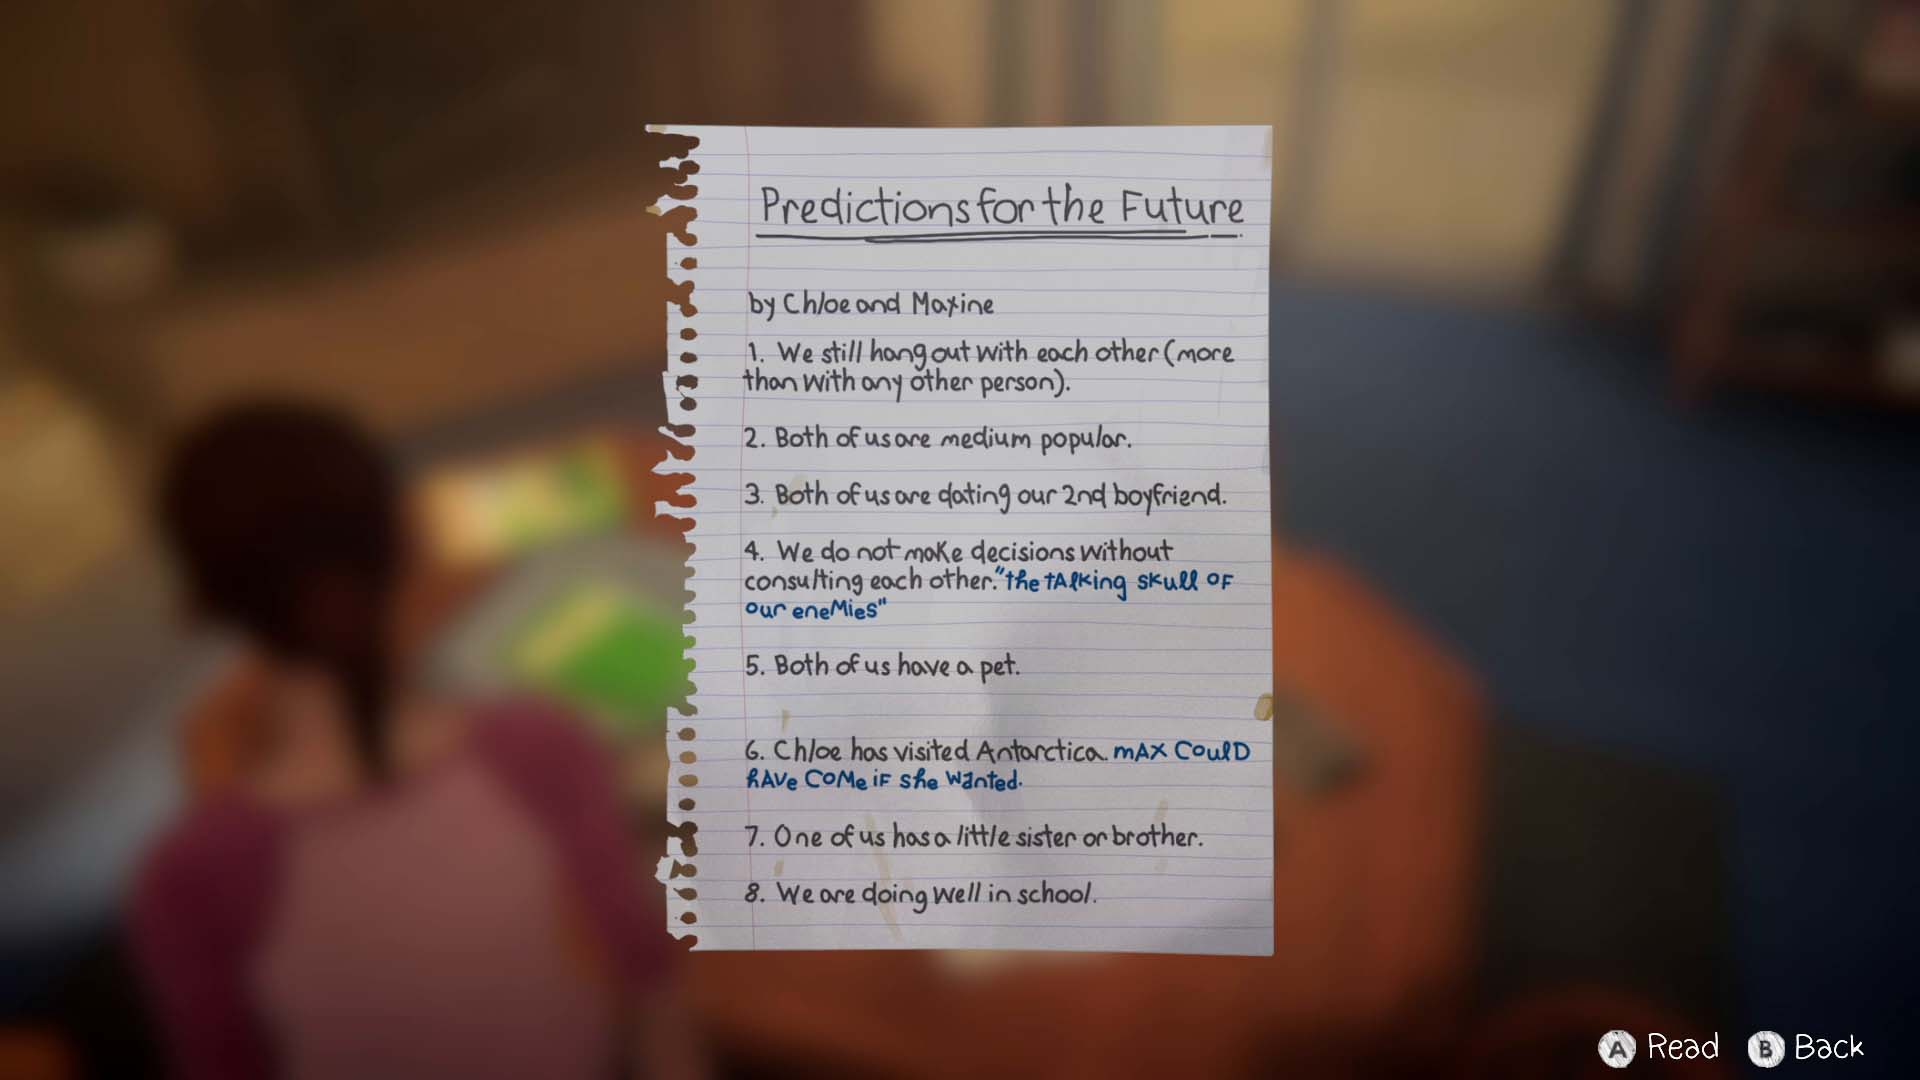 Predictions for the Future
by Chloe and Maxine
1. We still hang out with each other (more
than with any other person).
2. Both of us are medium popular.
3. Both of us are dating our 2nd boyfriend.
4. We do not make decisions without
consulting each other. "the tALking skull OF
our eneMies"
5. Both of us have a pet.
6. Chloe has visited Antarctica. mAX COulD
hAve COMe iF she wanted.
7. One of us has a little sister or brother.
8. We are doing well in school.
A Read B Back